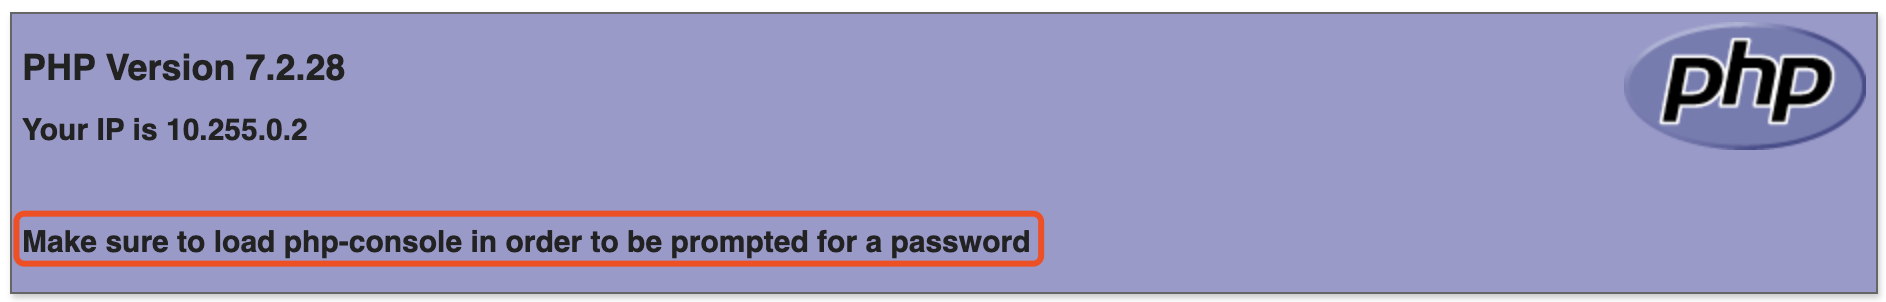 PHP Version 7.2.28
php
Your IP is 10.255.0.2
Make sure to load php-console in order to be prompted for a password